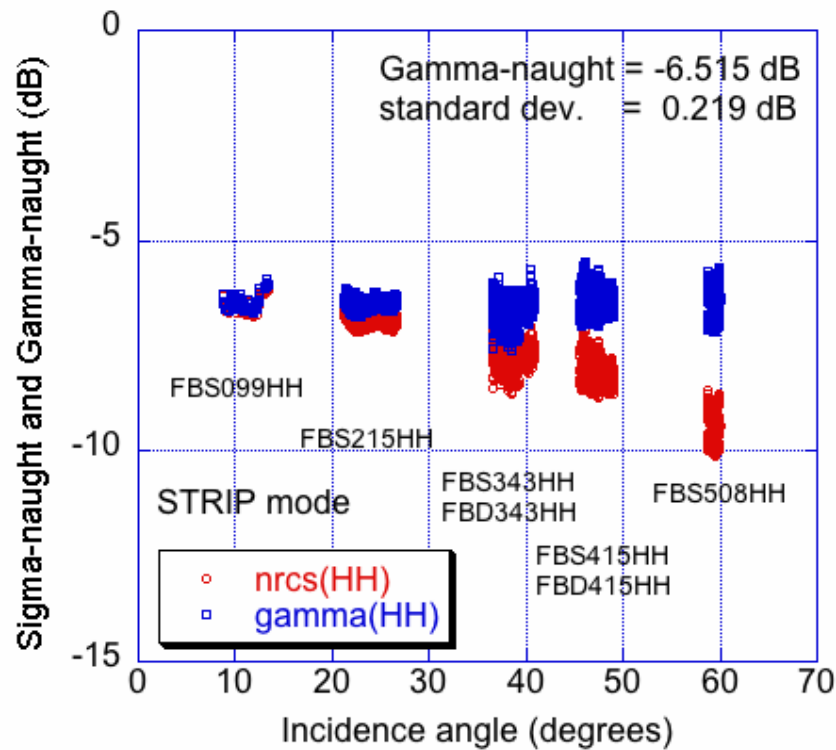 0
Gamma-naught = -6.515 dB
standard dev. = 0.219 dB
Sigma-naught and Gamma-naught (dB)
-5
FBS099HH
FBS215HH
-10
FBS343HH
FBD343HH
FBS508HH
STRIP mode
FBS415HH
FBD415HH
nrcs(HH)
gamma(HH)
-15
0 10 20 30 40 50 60 70
Incidence angle (degrees)